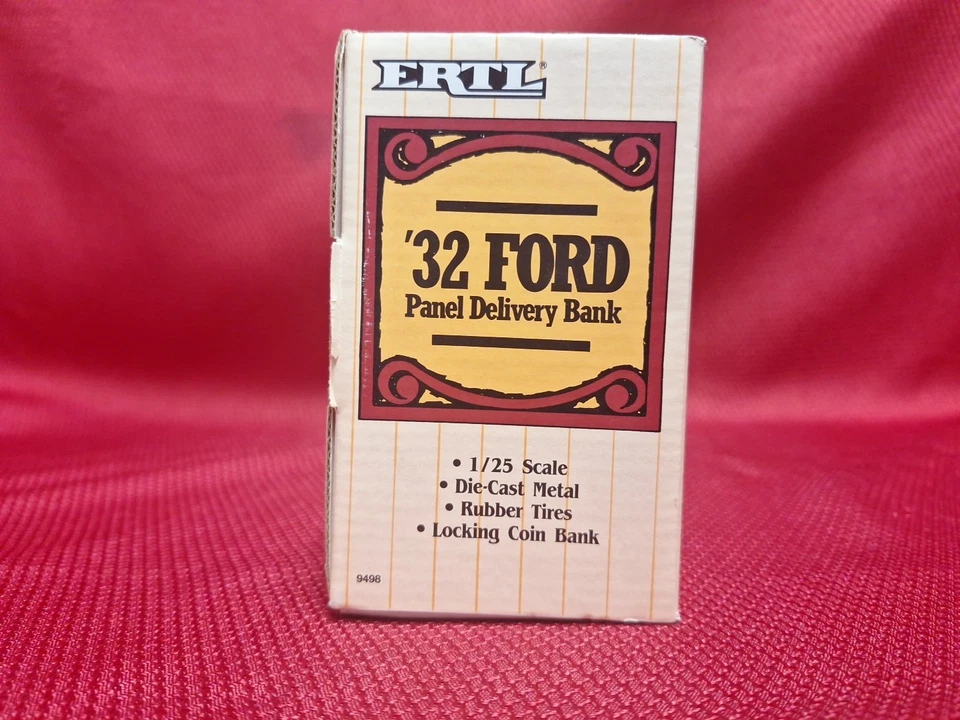 ERTL®
'32 FORD
Panel Delivery Bank
• 1/25 Scale
• Die-Cast Metal
• Rubber Tires
• Locking Coin Bank
9498